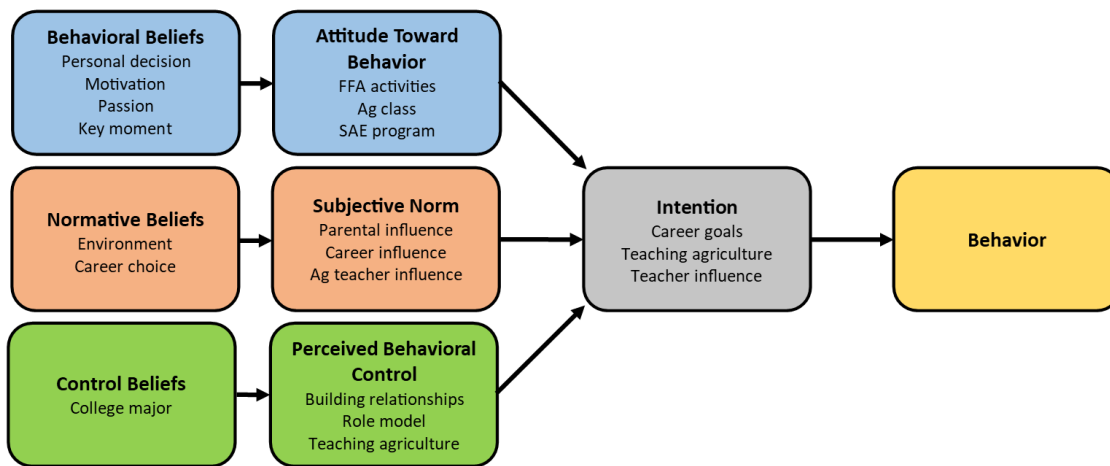 Behavioral Beliefs
Personal decision
Motivation
Passion
Key moment
Attitude Toward
Behavior
FFA activities
Ag class
SAE program
Normative Beliefs
Environment
Career choice
Subjective Norm
Parental influence
Career influence
Ag teacher influence
Control Beliefs
College major
Perceived Behavioral
Control
Building relationships
Role model
Teaching agriculture
Intention
Career goals
Teaching agriculture
Teacher influence
Behavior